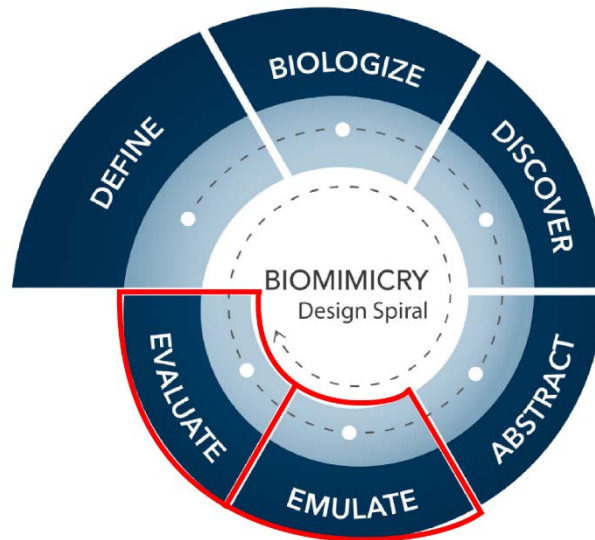 DEFINE
BIOLOGIZE
DISCOVER
ABSTRACT
EMULATE
EVALUATE
BIOMIMICRY
Design Spiral